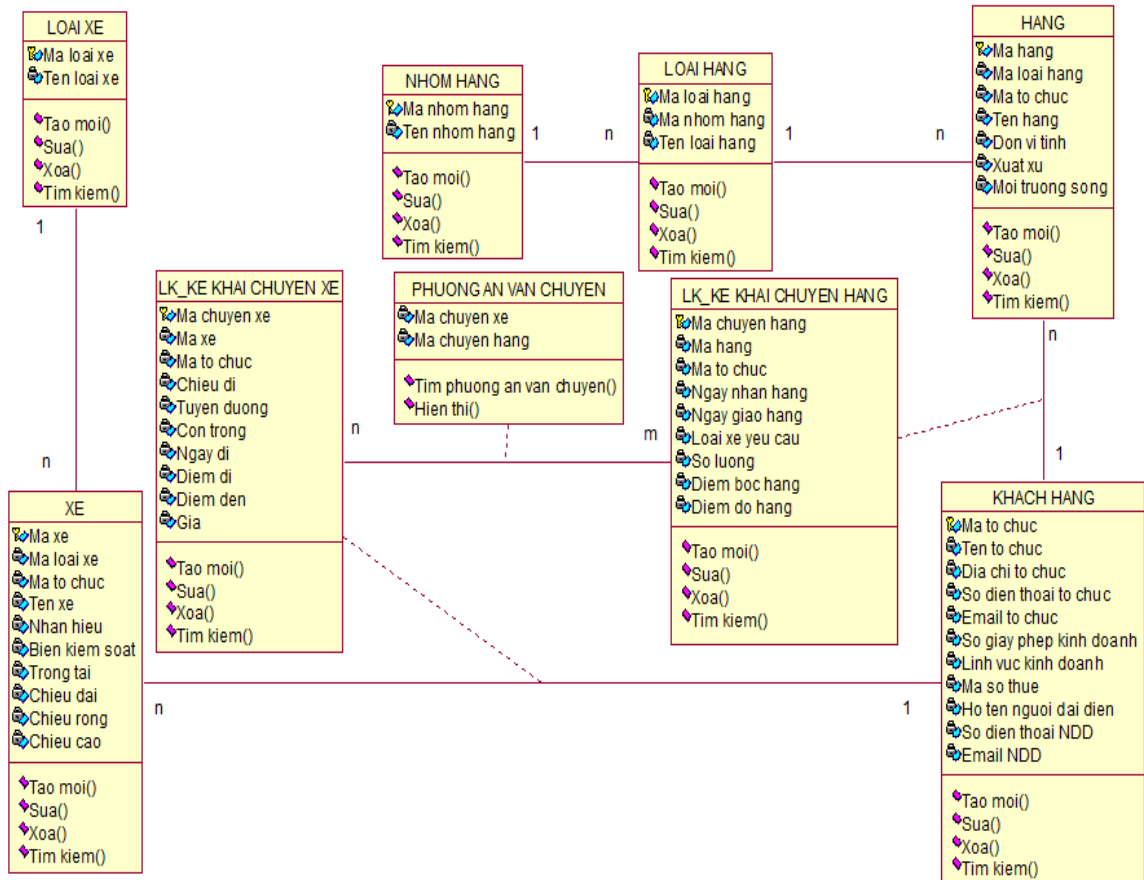 LOAI XE
Ma loai xe
Ten loai xe
Tao moi()
Sua()
Xoa()
Tim kiem()
1
n
NHOM HANG
Ma nhom hang
Ten nhom hang
Tao moi()
Sua()
Xoa()
Tim kiem()
1
n
LOAI HANG
Ma loai hang
Ma nhom hang
Ten loai hang
Tao moi()
Sua()
Xoa()
Tim kiem()
1
n
HANG
Ma hang
Ma loai hang
Ma to chuc
Ten hang
Don vi tinh
Xuat xu
Moi truong song
Tao moi()
Sua()
Xoa()
Tim kiem()
n
1
LK_KE KHAI CHUYEN XE
Ma chuyen xe
Ma xe
Ma to chuc
Chieu di
Tuyen duong
Con trong
Ngay di
Diem di
Diem den
Gia
Tao moi()
Sua()
Xoa()
Tim kiem()
n
PHUONG AN VAN CHUYEN
Ma chuyen xe
Ma chuyen hang
Tim phuong an van chuyen()
Hien thi()
m
LK_KE KHAI CHUYEN HANG
Ma chuyen hang
Ma hang
Ma to chuc
Ngay nhan hang
Ngay giao hang
Loai xe yeu cau
So luong
Diem boc hang
Diem do hang
Tao moi()
Sua()
Xoa()
Tim kiem()
XE
Ma xe
Ma loai xe
Ma to chuc
Ten xe
Nhan hieu
Bien kiem soat
Trong tai
Chieu dai
Chieu rong
Chieu cao
Tao moi()
Sua()
Xoa()
Tim kiem()
n
1
KHACH HANG
Ma to chuc
Ten to chuc
Dia chi to chuc
So dien thoai to chuc
Email to chuc
So giay phep kinh doanh
Linh vuc kinh doanh
Ma so thue
Ho ten nguoi dai dien
So dien thoai NDD
Email NDD
Tao moi()
Sua()
Xoa()
Tim kiem()